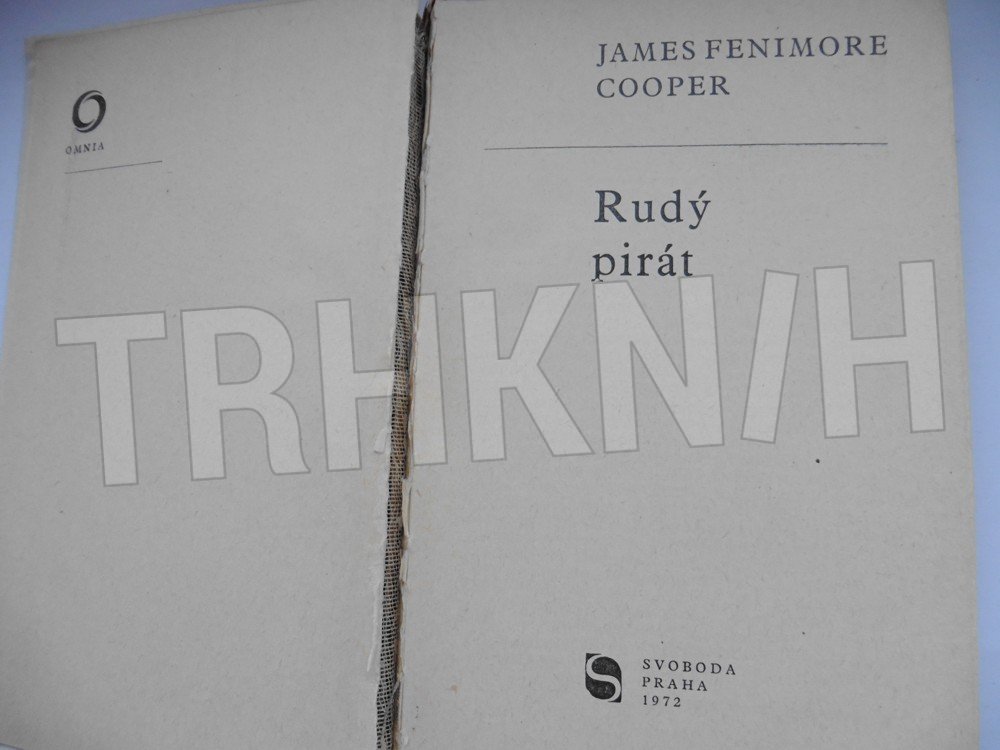 OMNIA
JAMES FENIMORE
COOPER
Rudý
pirát
TRHKNIH
SVOBODA
PRAHA
1972